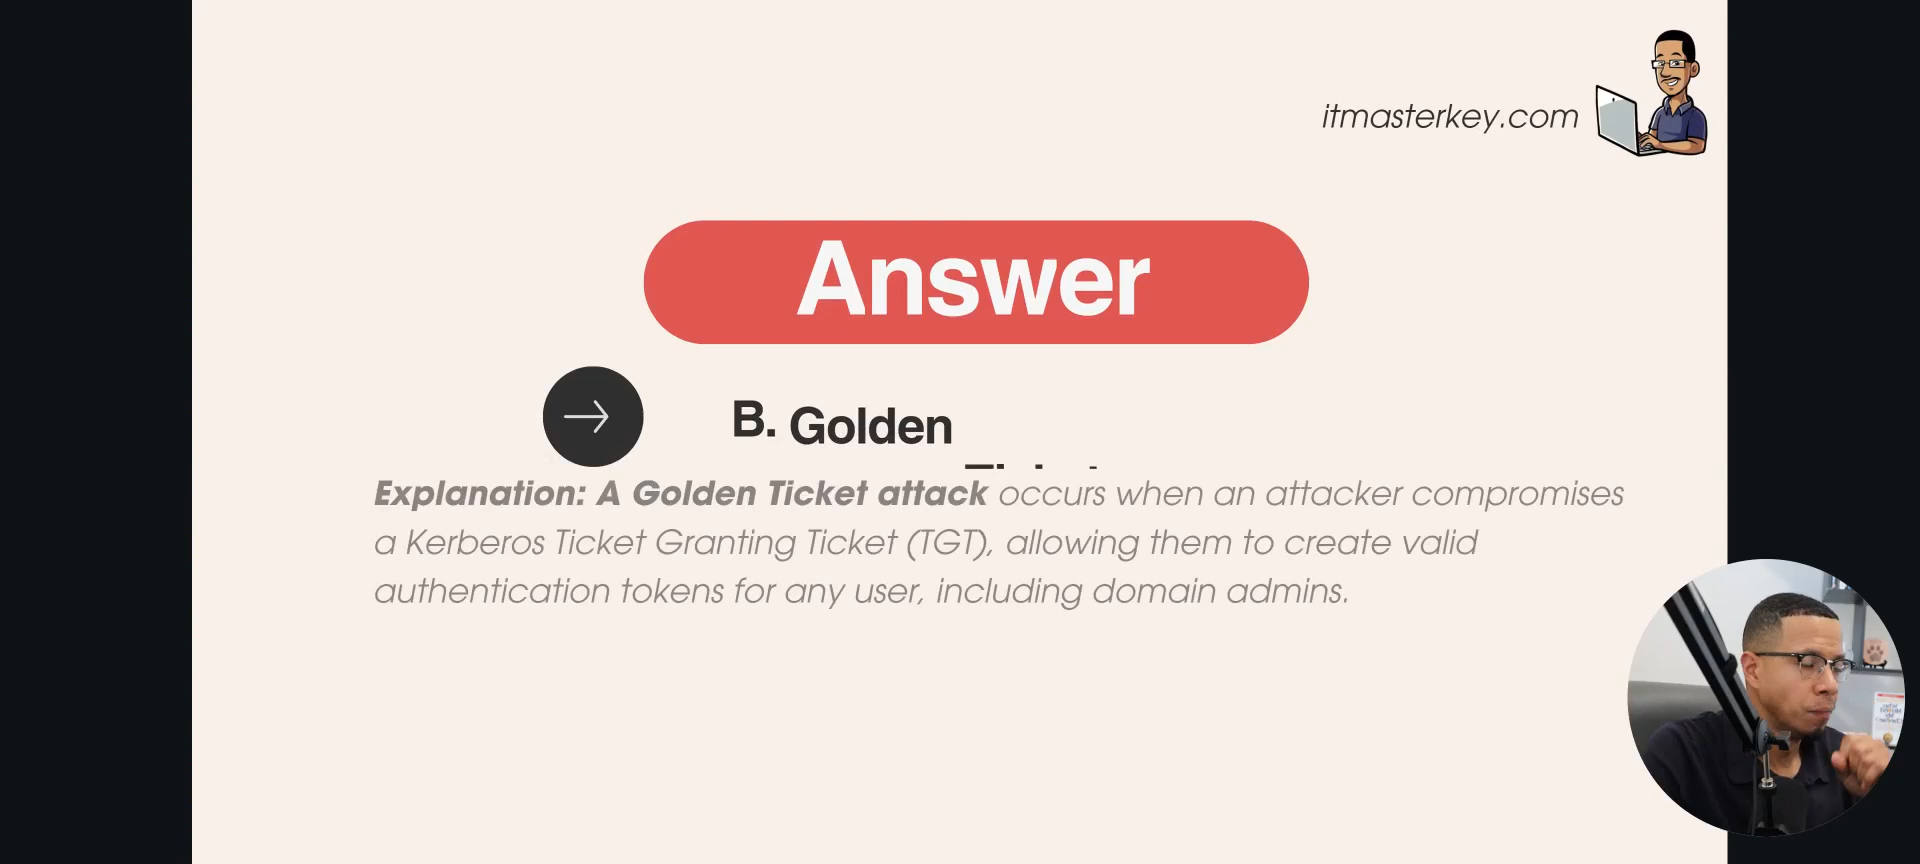 itmasterkey.com
Answer
B. Golden
Explanation: A Golden Ticket attack occurs when an attacker compromises
a Kerberos Ticket Granting Ticket (TGT), allowing them to create valid
authentication tokens for any user, including domain admins.